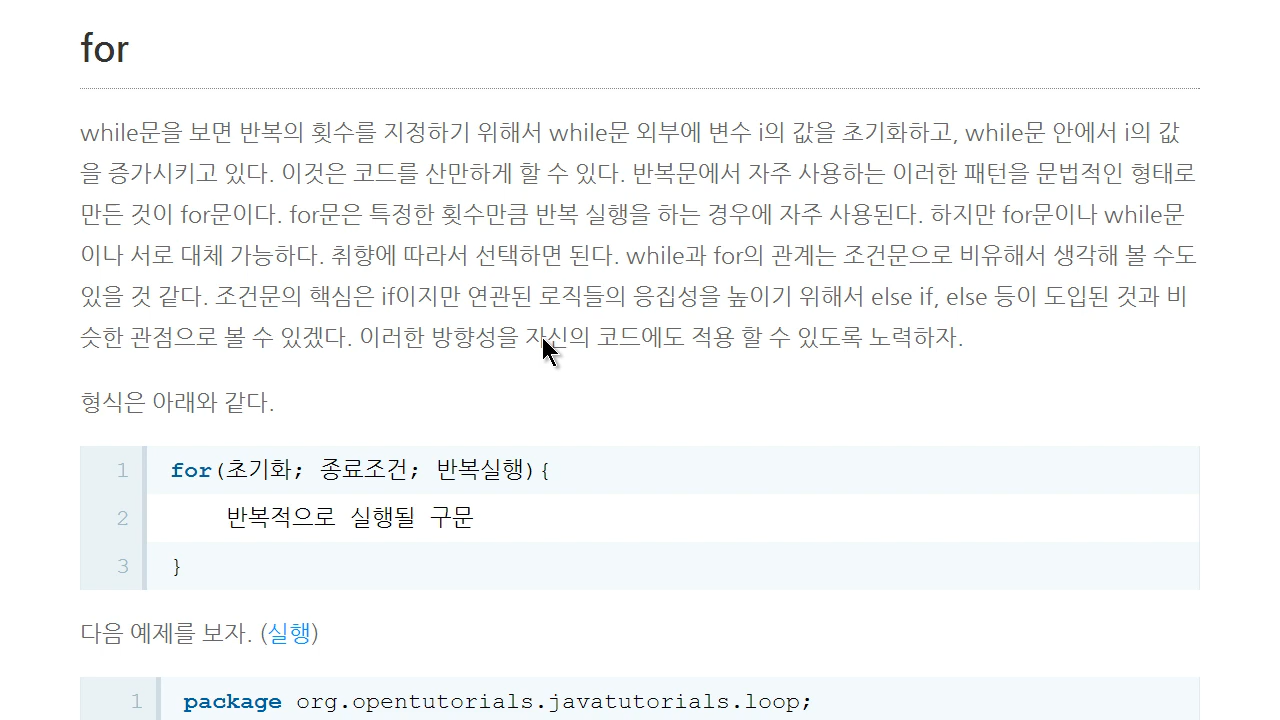 for
while문을 보면 반복의 횟수를 지정하기 위해서 while문 외부에 변수 i의 값을 초기화하고, while문 안에서 i의 값
을 증가시키고 있다. 이것은 코드를 산만하게 할 수 있다. 반복문에서 자주 사용하는 이러한 패턴을 문법적인 형태로
만든 것이 for문이다. for문은 특정한 횟수만큼 반복 실행을 하는 경우에 자주 사용된다. 하지만 for문이나 while문
이나 서로 대체 가능하다. 취향에 따라서 선택하면 된다. while과 for의 관계는 조건문으로 비유해서 생각해 볼 수도
있을 것 같다. 조건문의 핵심은 if이지만 연관된 로직들의 응집성을 높이기 위해서 else if, else 등이 도입된 것과 비
슷한 관점으로 볼 수 있겠다. 이러한 방향성을 자신의 코드에도 적용 할 수 있도록 노력하자.
형식은 아래와 같다.
1 for(초기화; 종료조건; 반복실행){
2 반복적으로 실행될 구문
3 }
다음 예제를 보자. (실행)
1 package org.opentutorials.javatutorials.loop;